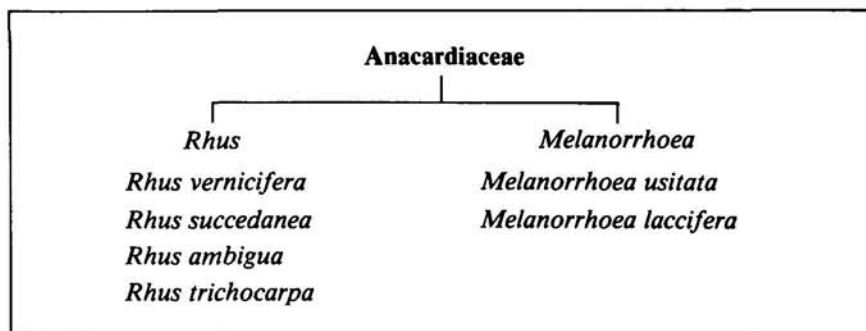 Anacardiaceae
Rhus Melanorrhoea
Rhus vernicifera Melanorrhoea usitata
Rhus succedanea Melanorrhoea laccifera
Rhus ambigua
Rhus trichocarpa